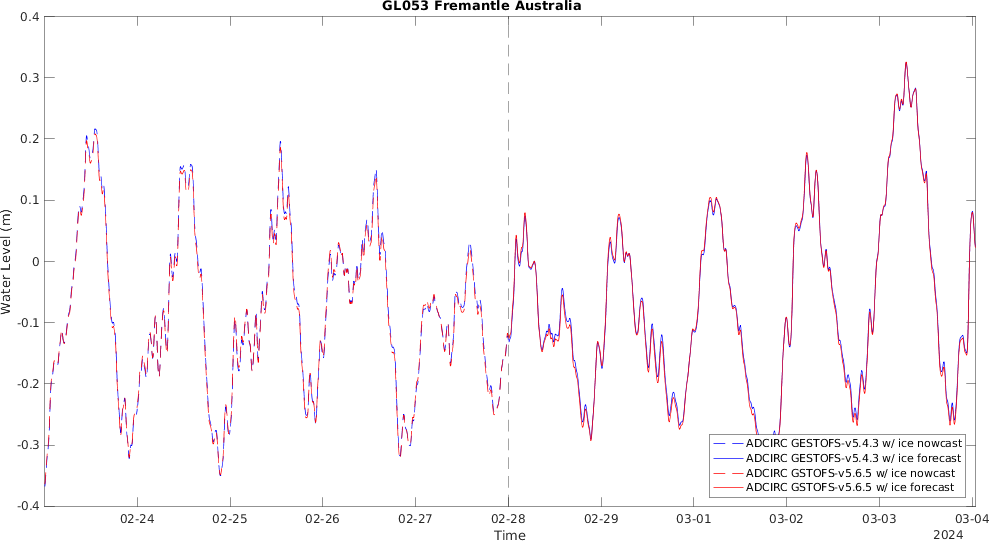 GL053 Fremantle Australia
0.4
0.3
0.2
0.1
0
-0.1
-0.2
-0.3
-0.4
Water Level (m)
ADCIRC GESTOFS-v5.4.3 w/ ice nowcast
ADCIRC GESTOFS-v5.4.3 w/ ice forecast
ADCIRC GSTOFS-v5.6.5 w/ ice nowcast
ADCIRC GSTOFS-v5.6.5 w/ ice forecast
02-24 02-25 02-26 02-27 02-28 02-29 03-01 03-02 03-03 03-04
Time
2024